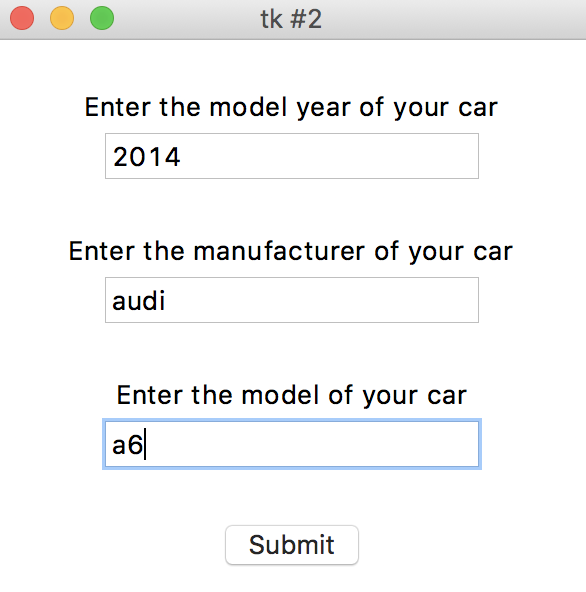 tk #2
Enter the model year of your car
2014
Enter the manufacturer of your car
audi
Enter the model of your car
a6
Submit